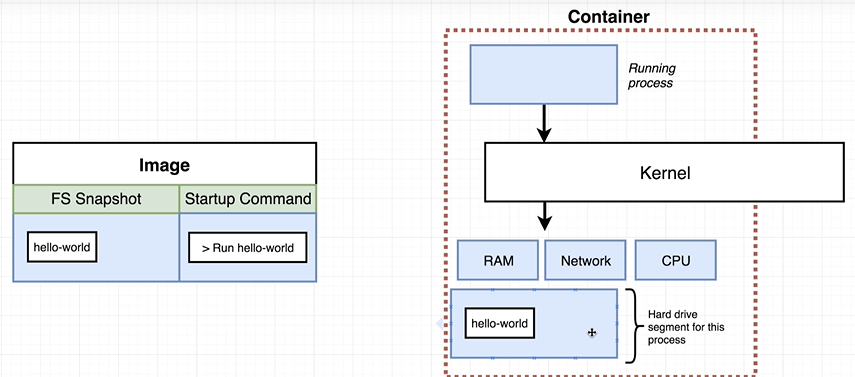 Container
Running
process
Image
FS Snapshot
Startup Command
hello-world
> Run hello-world
Kernel
RAM
Network
CPU
hello-world
Hard drive
segment for this
process